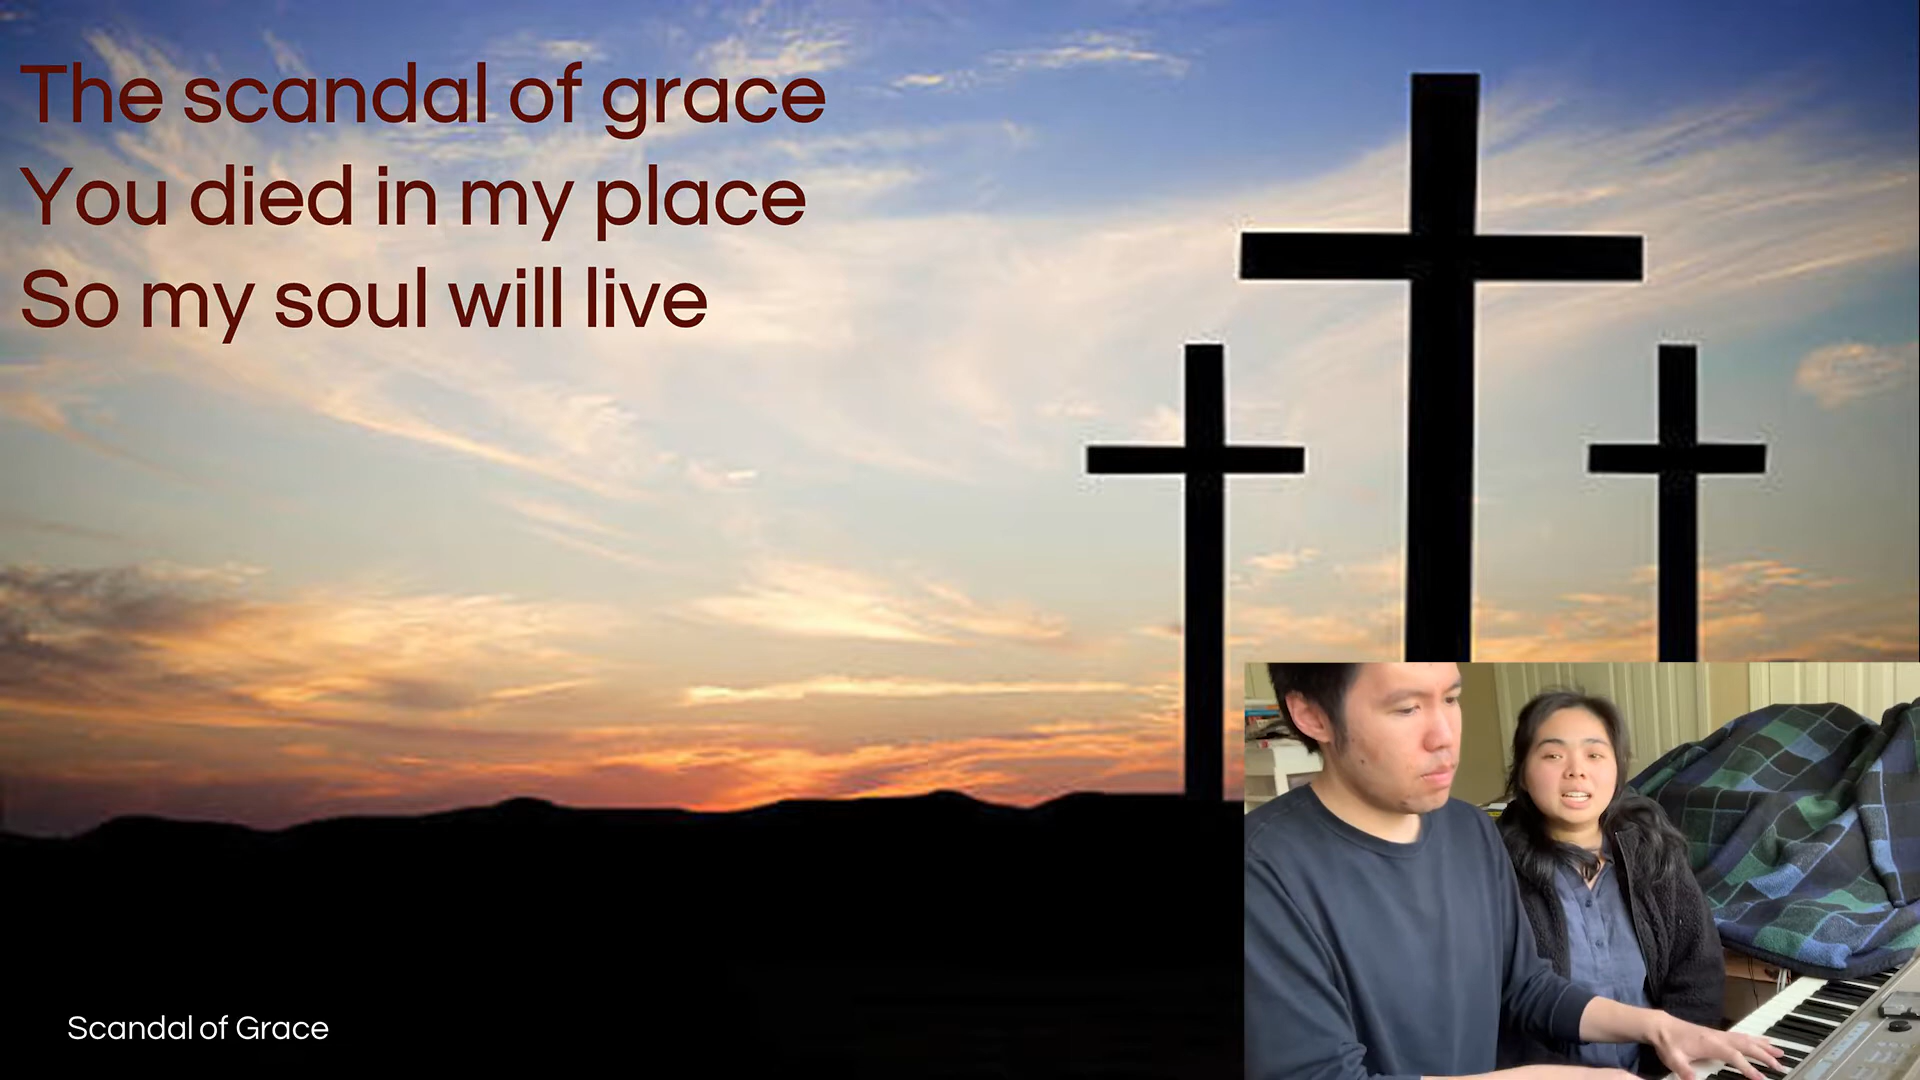 The scandal of grace
You died in my place
So my soul will live
Scandal of Grace